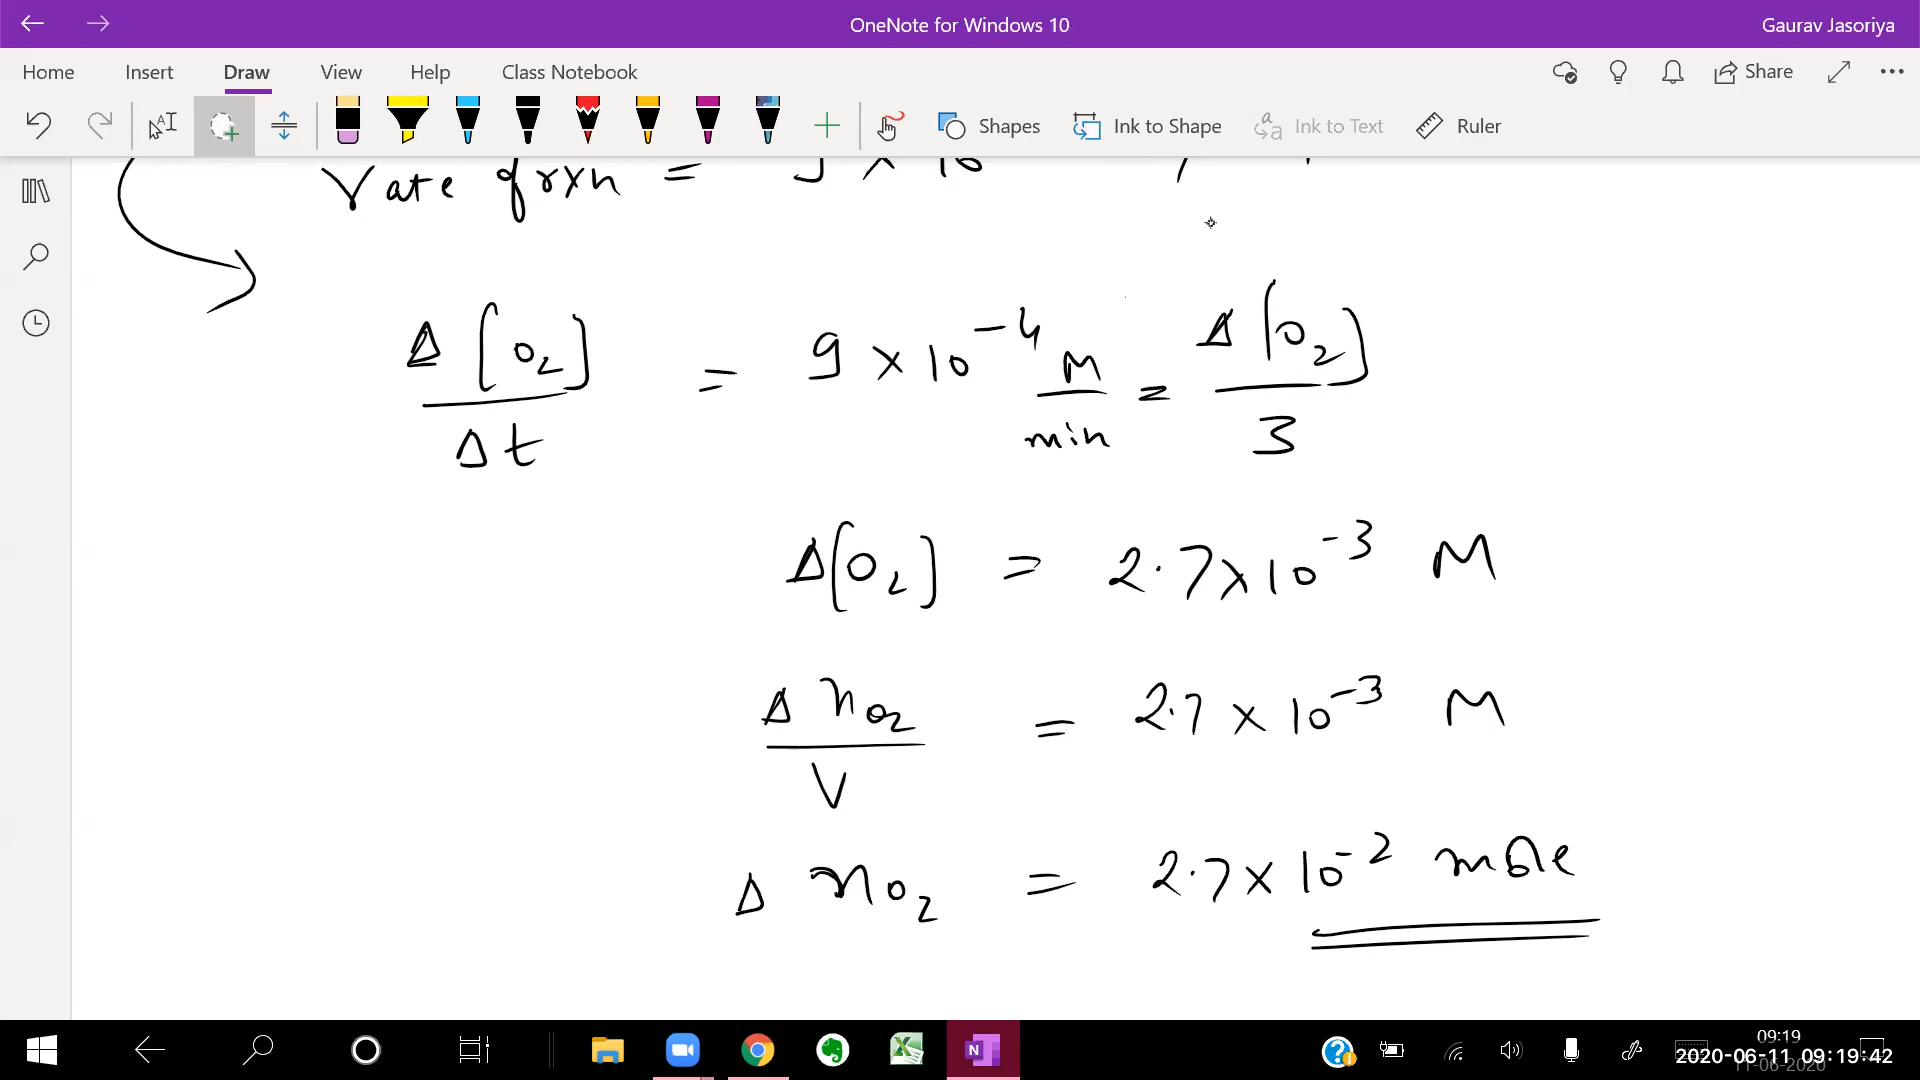 OneNote for Windows 10
Gaurav Jasoriya
Home Insert Draw View Help Class Notebook Share
Shapes Ink to Shape Ink to Text Ruler
rate of rxn =
Δ[O₂]/Δt = 9 × 10⁻⁴ M/min = Δ[O₂]/3
Δ[O₂] = 2.7 × 10⁻³ M
Δn_O₂/V = 2.7 × 10⁻³ M
Δ n_O₂ = 2.7 × 10⁻² mole
09:19
2020-06-11 09:19:42